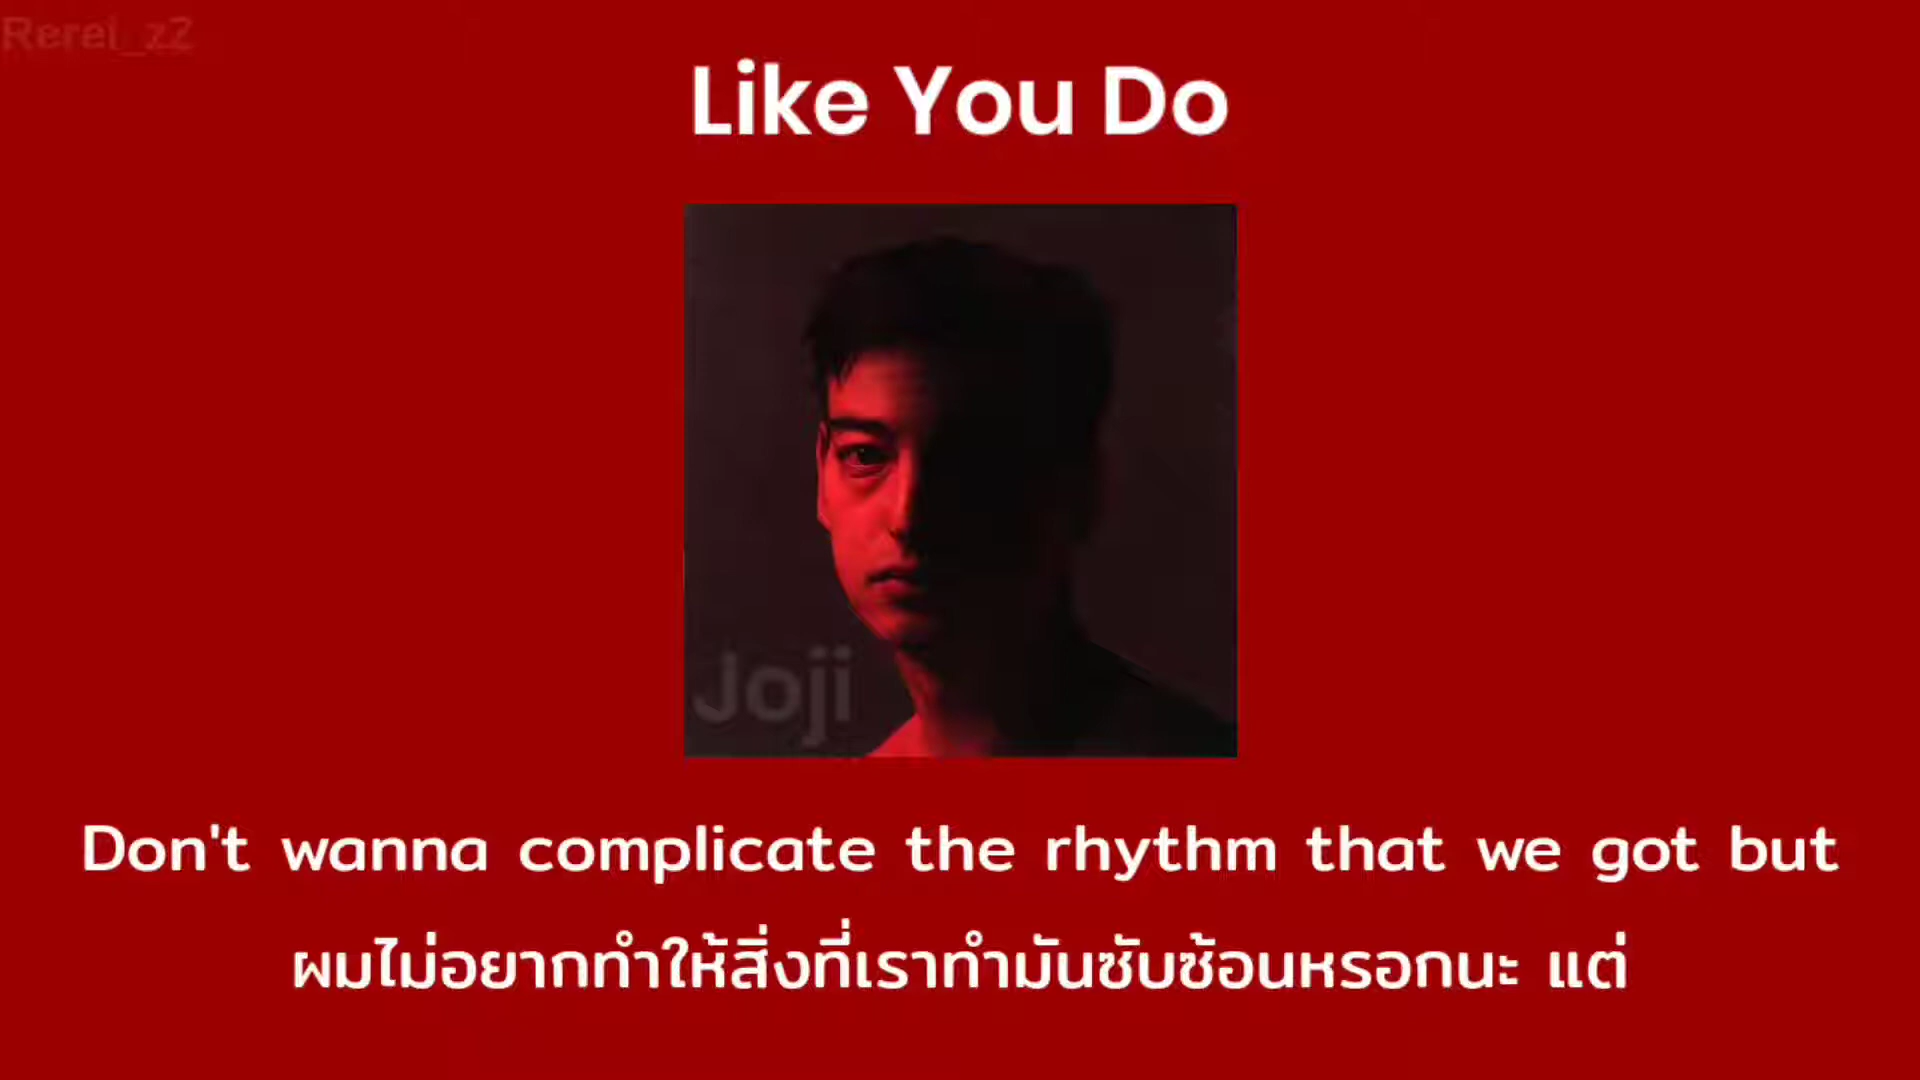 Rerei_z2
Like You Do
Joji
Don't wanna complicate the rhythm that we got but
ผมไม่อยากทำให้สิ่งที่เราทำมันซับซ้อนหรอกนะ แต่